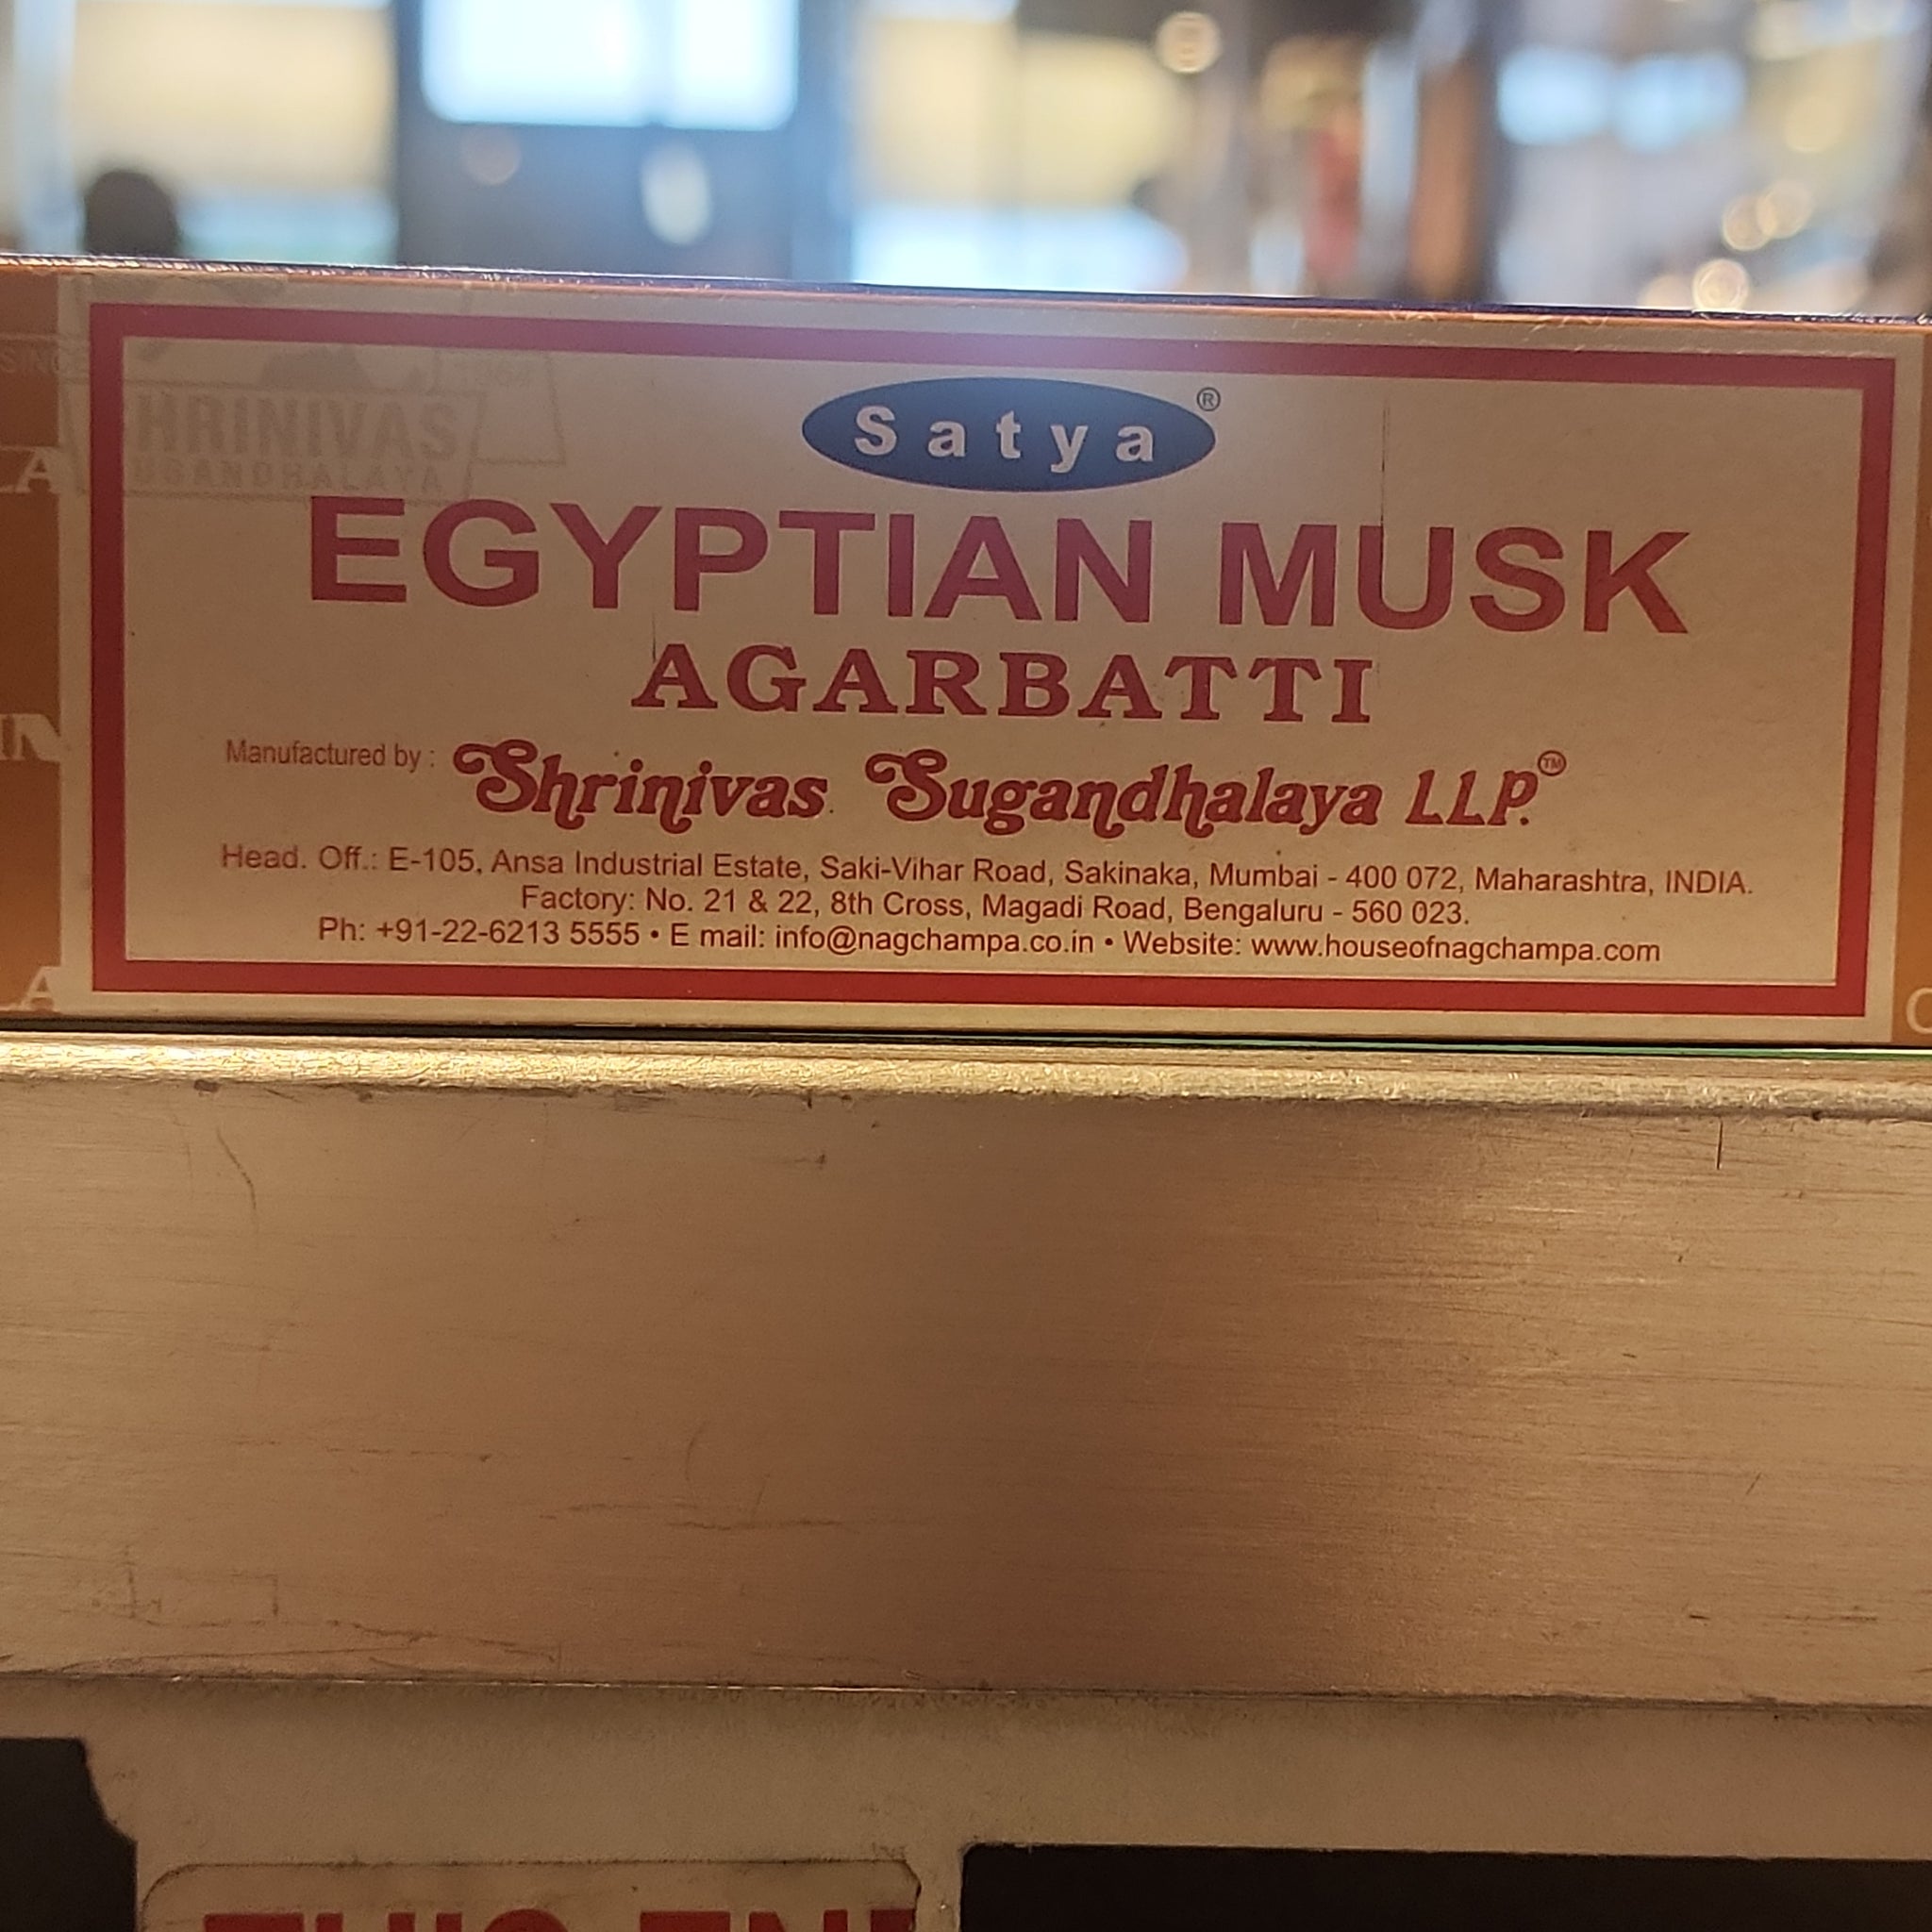 Satya®
EGYPTIAN MUSK
AGARBATTI
Manufactured by : Shrinivas Sugandhalaya LLP.™
Head. Off.: E-105, Ansa Industrial Estate, Saki-Vihar Road, Sakinaka, Mumbai - 400 072, Maharashtra, INDIA.
Factory: No. 21 & 22, 8th Cross, Magadi Road, Bengaluru - 560 023.
Ph: +91-22-6213 5555 • E mail: info@nagchampa.co.in • Website: www.houseofnagchampa.com
THIS